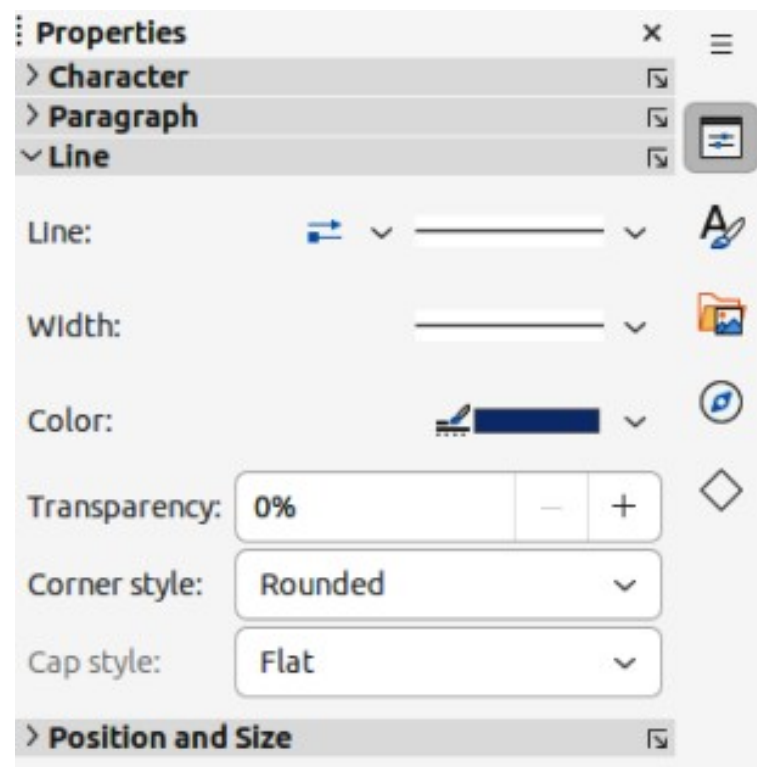 Properties
Character
Paragraph
Line
Line:
Width:
Color:
Transparency: 0%
Corner style: Rounded
Cap style: Flat
Position and Size